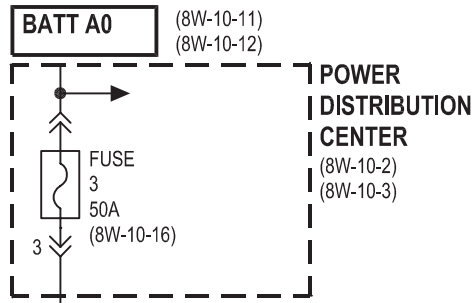 BATT A0
(8W-10-11)
(8W-10-12)
POWER
DISTRIBUTION
CENTER
(8W-10-2)
(8W-10-3)
FUSE
3
50A
(8W-10-16)
3